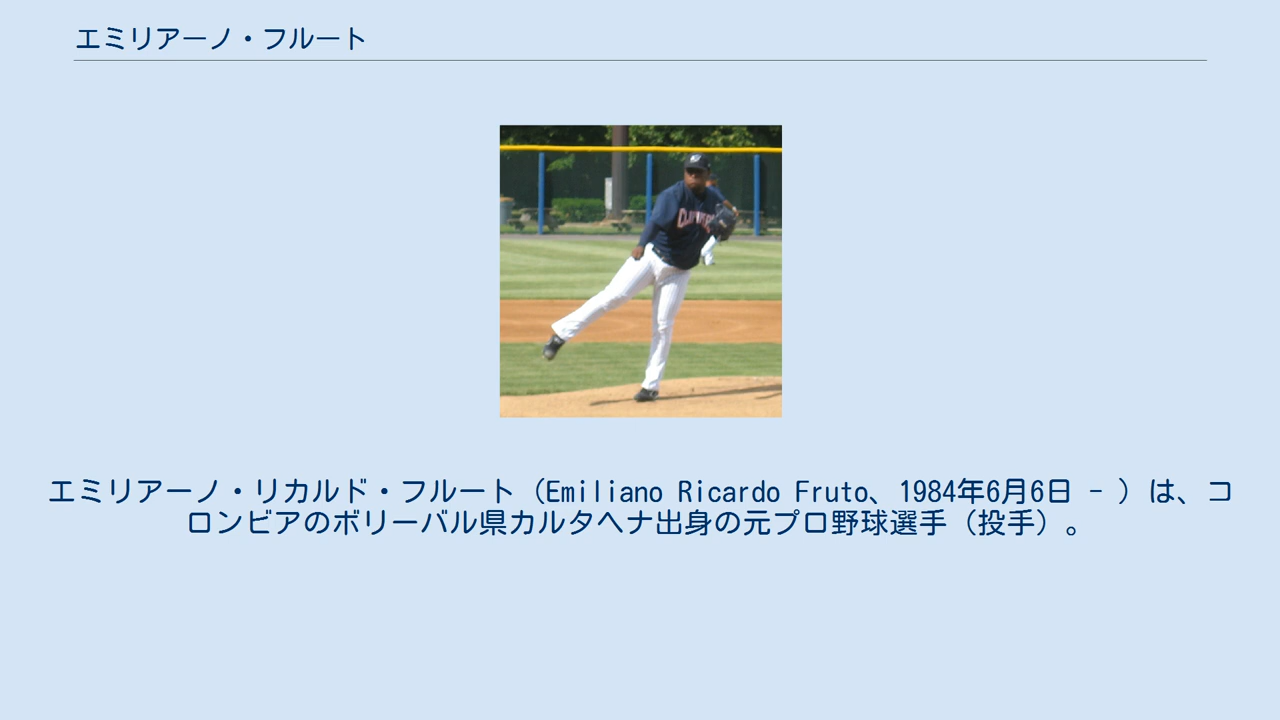 エミリアーノ・フルート
エミリアーノ・リカルド・フルート（Emiliano Ricardo Fruto、1984年6月6日 - ）は、コ
ロンビアのボリーバル県カルタヘナ出身の元プロ野球選手（投手）。